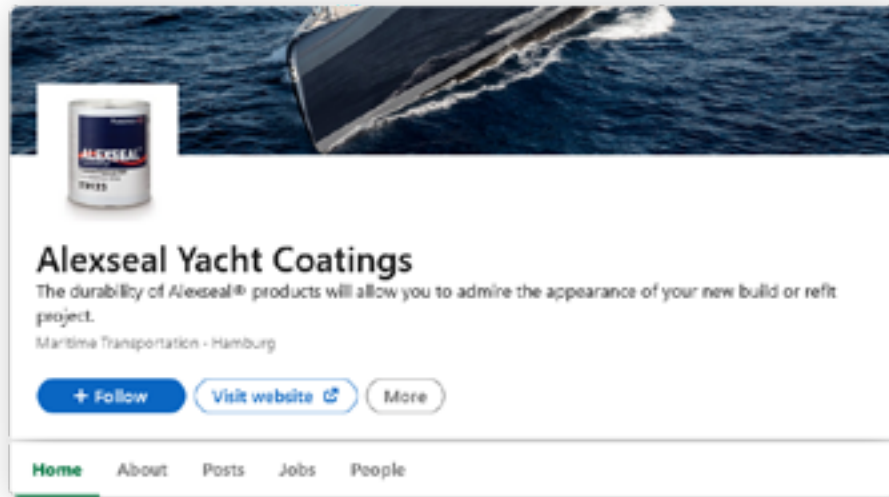 ALEXSEAL
Alexseal Yacht Coatings
The durability of Alexseal® products will allow you to admire the appearance of your new build or refit
project.
Maritime Transportation - Hamburg
+ Follow
Visit website
More
Home
About
Posts
Jobs
People